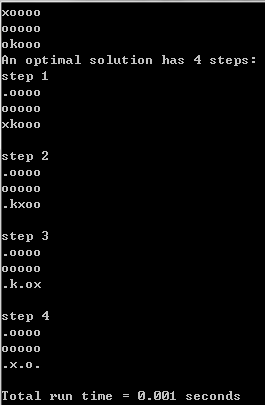 xoooo
ooooo
okooo
An optimal solution has 4 steps:
step 1
.oooo
ooooo
xkooo

step 2
.oooo
ooooo
.kxoo

step 3
.oooo
ooooo
.k.ox

step 4
.oooo
ooooo
.x.o.

Total run time = 0.001 seconds